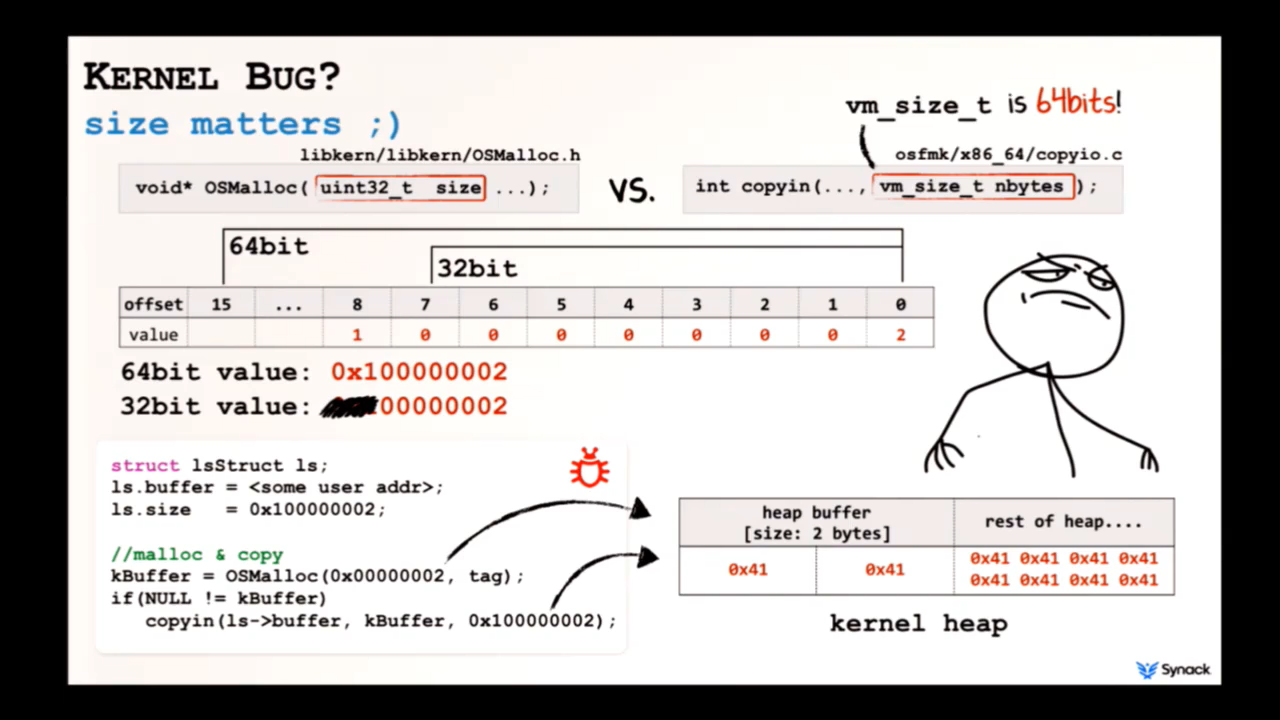 KERNEL BUG?
size matters ;)
vm_size_t is 64bits!
libkern/libkern/OSMalloc.h
osfmk/x86_64/copyio.c
void* OSMalloc( uint32_t size ...);
VS.
int copyin(..., vm_size_t nbytes );
64bit
32bit
offset 15 ... 8 7 6 5 4 3 2 1 0
value 1 0 0 0 0 0 0 0 2
64bit value: 0x100000002
32bit value: 00000002
struct lsStruct ls;
ls.buffer = <some user addr>;
ls.size = 0x100000002;
//malloc & copy
kBuffer = OSMalloc(0x00000002, tag);
if(NULL != kBuffer)
copyin(ls->buffer, kBuffer, 0x100000002);
heap buffer
[size: 2 bytes]
rest of heap....
0x41 0x41 0x41 0x41 0x41 0x41
0x41 0x41 0x41 0x41
kernel heap
Synack